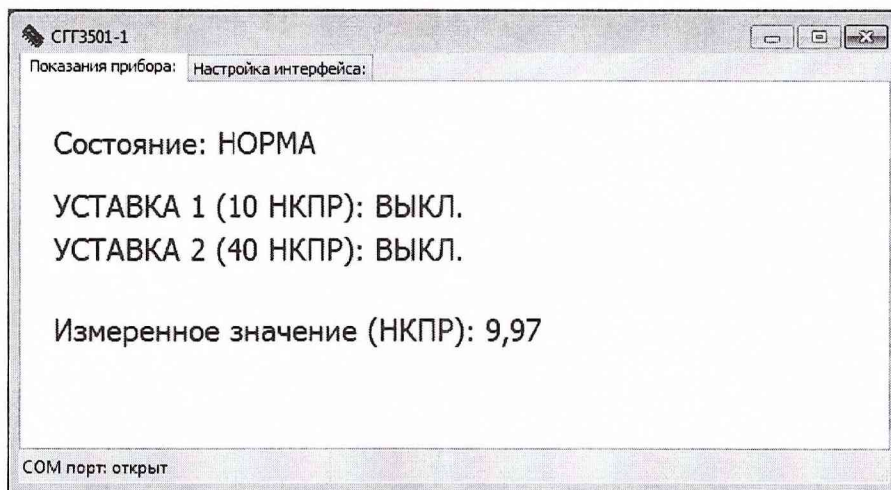 СГГ3501-1
Показания прибора: Настройка интерфейса:
Состояние: НОРМА
УСТАВКА 1 (10 НКПР): ВЫКЛ.
УСТАВКА 2 (40 НКПР): ВЫКЛ.
Измеренное значение (НКПР): 9,97
COM порт: открыт